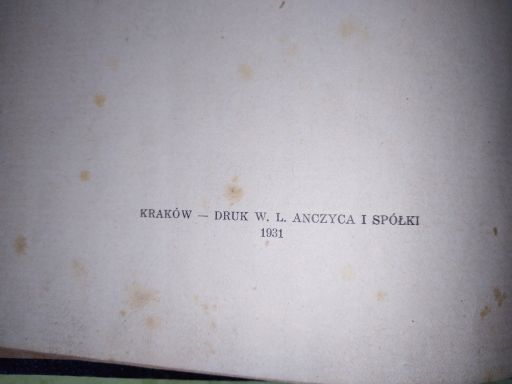 KRAKÓW — DRUK W. L. ANCZYCA I SPÓŁKI
1931